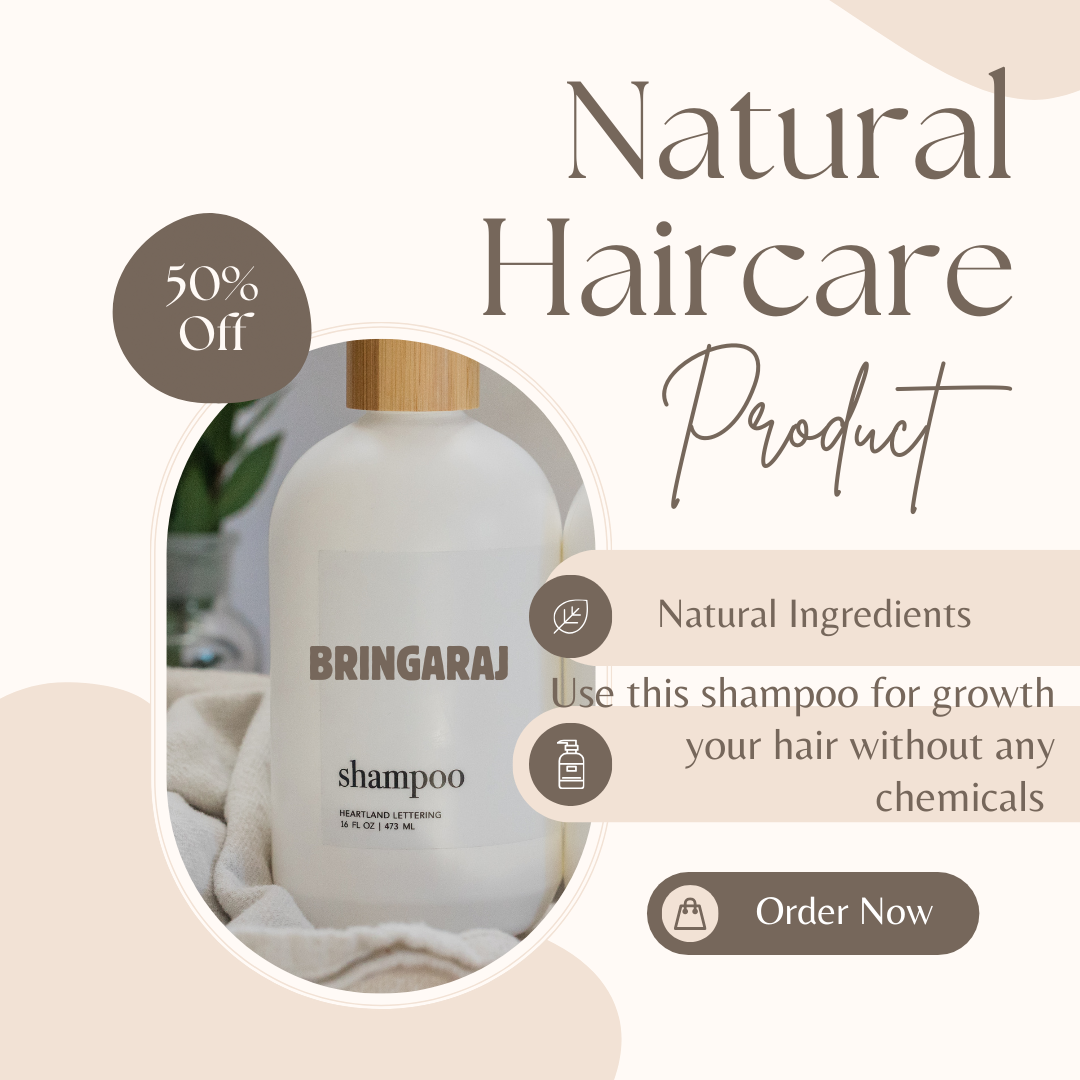 Natural
Haircare
Product
50%
Off
BRINGARAJ
shampoo
HEARTLAND LETTERING
16 FL OZ | 473 ML
Natural Ingredients
Use this shampoo for growth
your hair without any
chemicals
Order Now